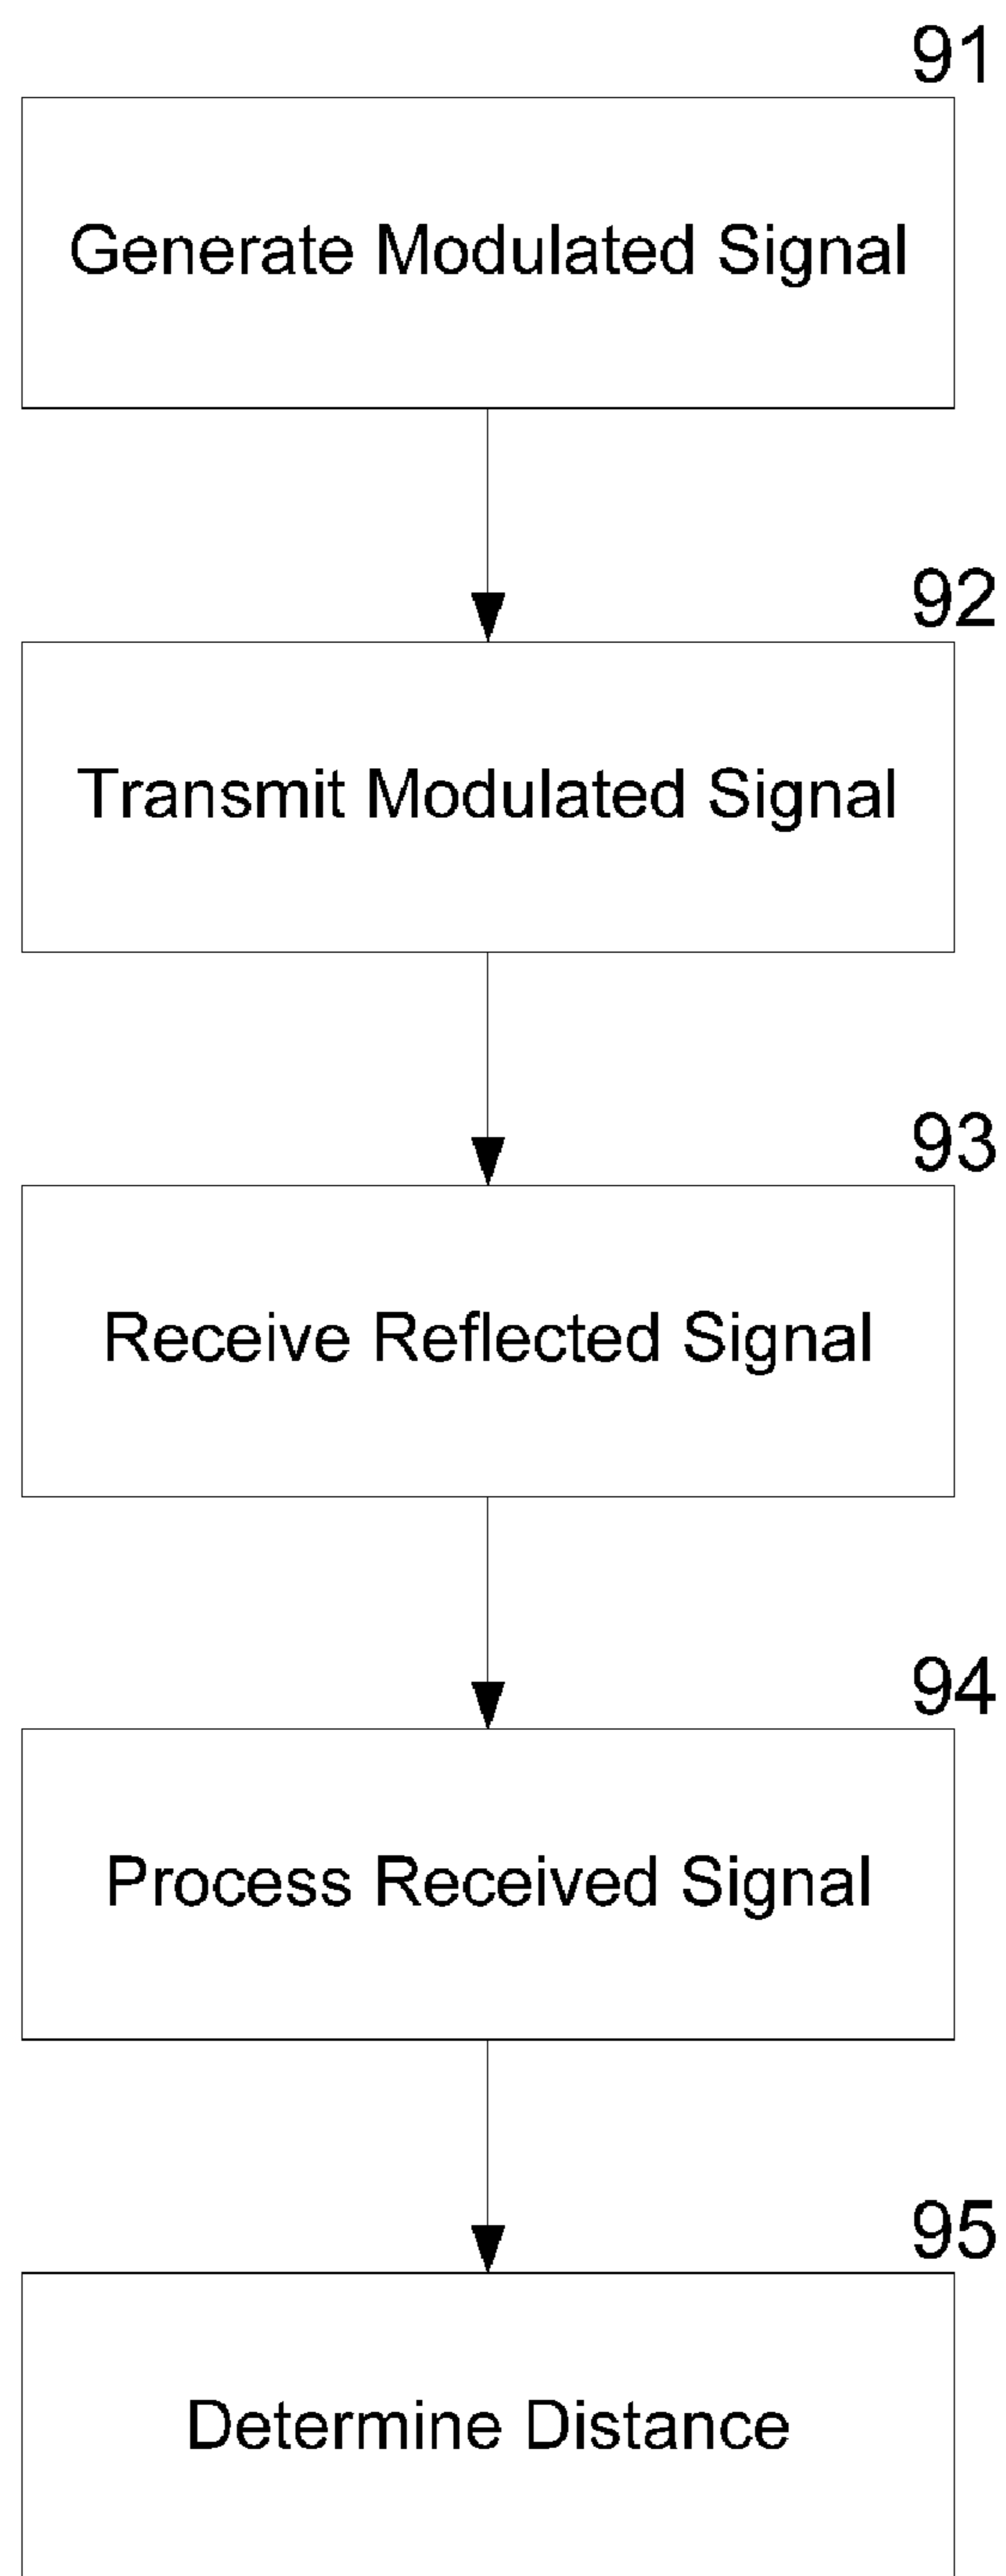 91
Generate Modulated Signal
92
Transmit Modulated Signal
93
Receive Reflected Signal
94
Process Received Signal
95
Determine Distance